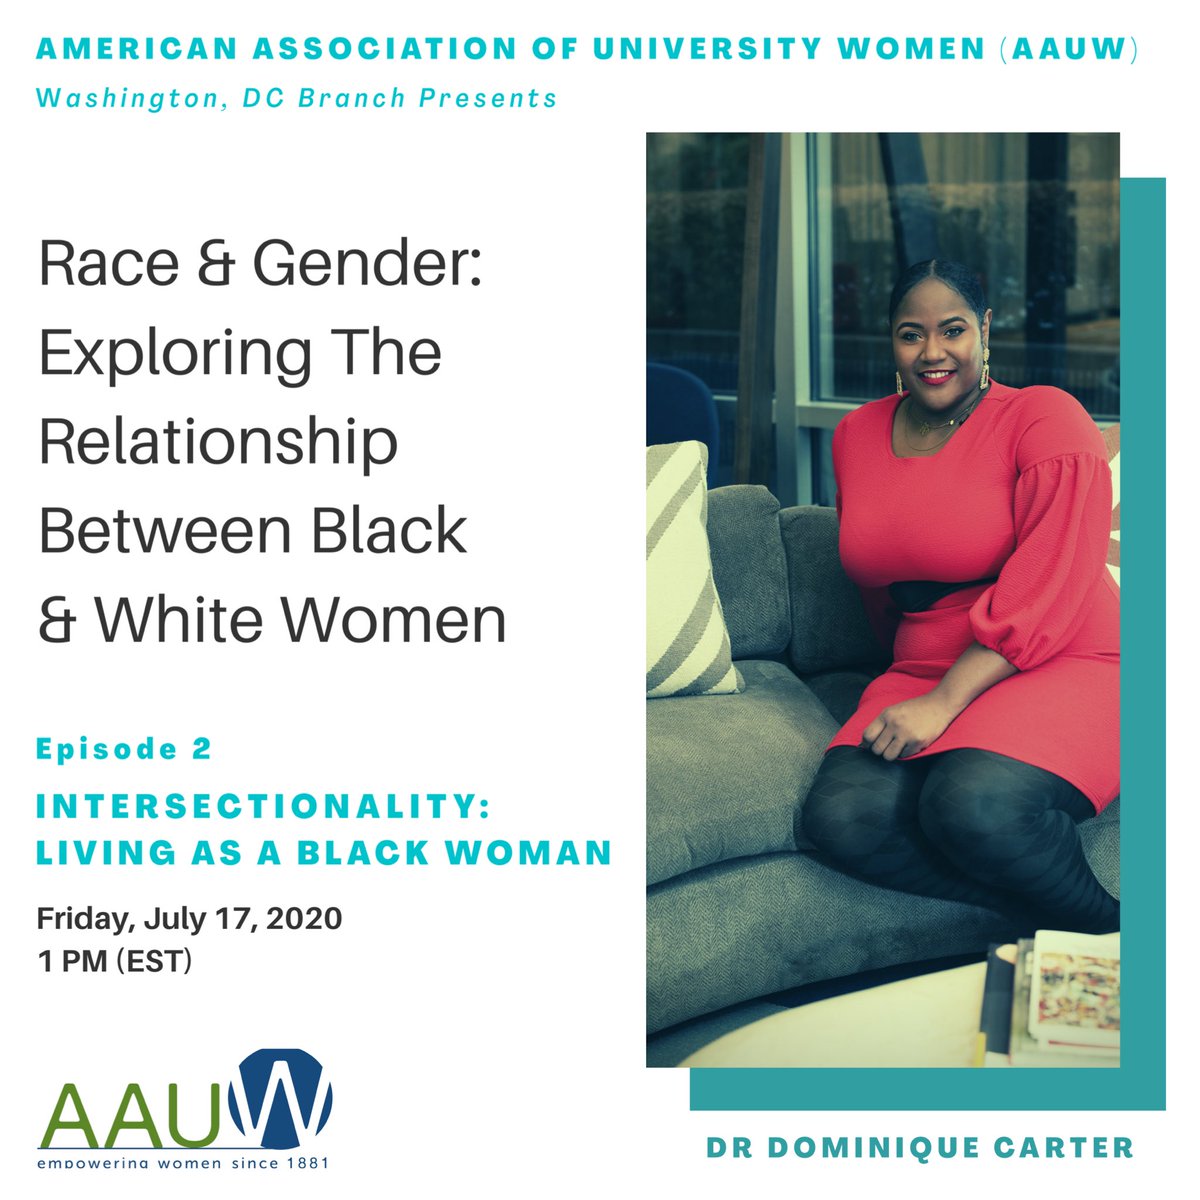 AMERICAN ASSOCIATION OF UNIVERSITY WOMEN (AAUW)
Washington, DC Branch Presents
Race & Gender:
Exploring The
Relationship
Between Black
& White Women
Episode 2
INTERSECTIONALITY:
LIVING AS A BLACK WOMAN
Friday, July 17, 2020
1 PM (EST)
AAUW
empowering women since 1881
DR DOMINIQUE CARTER